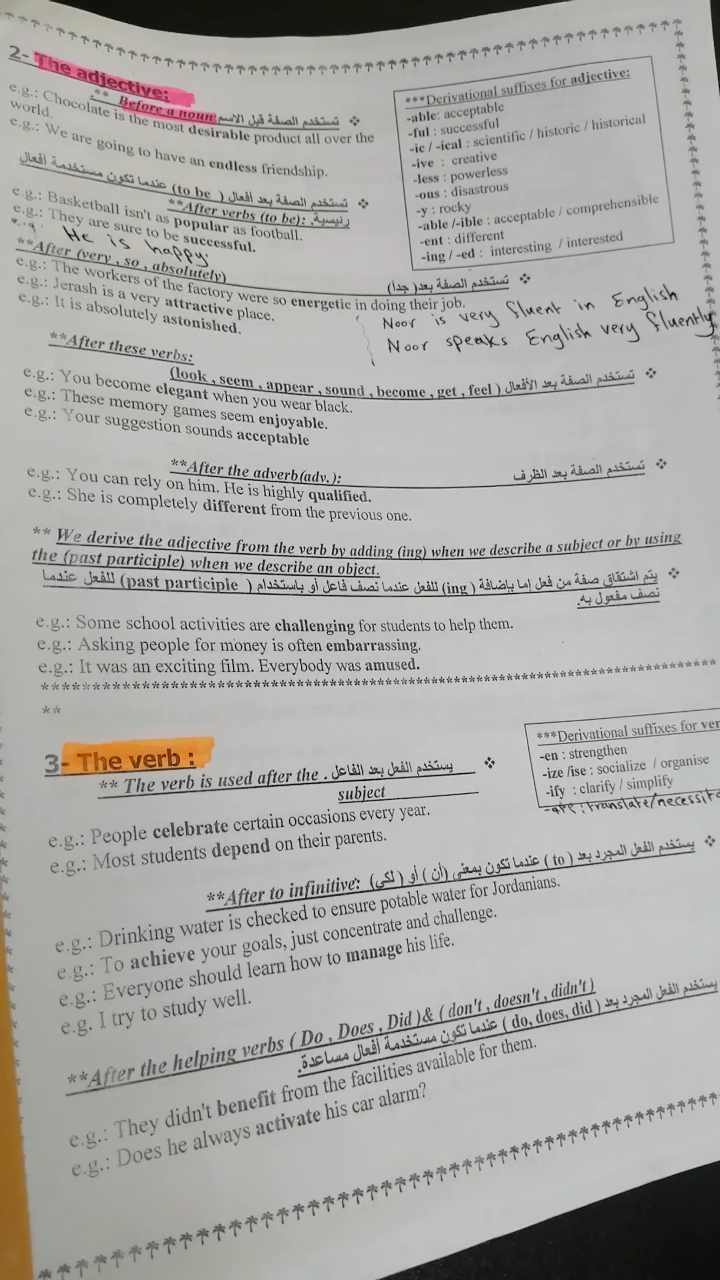 2- The adjective:
** Before a noun تستخدم الصفة قبل الاسم ❖
e.g.: Chocolate is the most desirable product all over the
world.
e.g.: We are going to have an endless friendship.
❖ تستخدم الصفة بعد أفعال ( to be ) عندما تكون مستخدمة أفعال
**After verbs (to be): رئيسية.
e.g.: Basketball isn't as popular as football.
e.g.: They are sure to be successful.
e.g. He is happy.
***Derivational suffixes for adjective:
-able: acceptable
-ful : successful
-ic / -ical : scientific / historic / historical
-ive : creative
-less : powerless
-ous : disastrous
-y : rocky
-able /-ible : acceptable / comprehensible
-ent : different
-ing / -ed : interesting / interested
**After (very , so , absolutely) تستخدم الصفة بعد (جدا) ❖
e.g.: The workers of the factory were so energetic in doing their job.
e.g.: Jerash is a very attractive place.
e.g.: It is absolutely astonished.
Noor is very fluent in English
Noor speaks English very fluently
**After these verbs:
(look , seem , appear , sound , become , get , feel ) تستخدم الصفة بعد الأفعال ❖
e.g.: You become elegant when you wear black.
e.g.: These memory games seem enjoyable.
e.g.: Your suggestion sounds acceptable
**After the adverb(adv.): تستخدم الصفة بعد الظرف ❖
e.g.: You can rely on him. He is highly qualified.
e.g.: She is completely different from the previous one.
** We derive the adjective from the verb by adding (ing) when we describe a subject or by using
the (past participle) when we describe an object.
❖ يتم اشتقاق صفة من فعل إما بإضافة ( ing ) للفعل عندما نصف فاعل أو باستخدام ( past participle ) للفعل عندما
نصف مفعول به.
e.g.: Some school activities are challenging for students to help them.
e.g.: Asking people for money is often embarrassing.
e.g.: It was an exciting film. Everybody was amused.
**
3- The verb :
** The verb is used after the . يستخدم الفعل بعد الفاعل ❖
subject
***Derivational suffixes for ver
-en : strengthen
-ize /ise : socialize / organise
-ify : clarify / simplify
-ate : translate/necessita
e.g.: People celebrate certain occasions every year.
e.g.: Most students depend on their parents.
**After to infinitive: يستخدم الفعل المجرد بعد ( to ) عندما تكون بمعنى (أن ) أو ( لكي) ❖
e.g.: Drinking water is checked to ensure potable water for Jordanians.
e.g.: To achieve your goals, just concentrate and challenge.
e.g.: Everyone should learn how to manage his life.
e.g. I try to study well.
**After the helping verbs ( Do , Does , Did )& ( don't , doesn't , didn't )
يستخدم الفعل المجرد بعد ( do, does, did ) عندما تكون مستخدمة أفعال مساعدة.
e.g.: They didn't benefit from the facilities available for them.
e.g.: Does he always activate his car alarm?